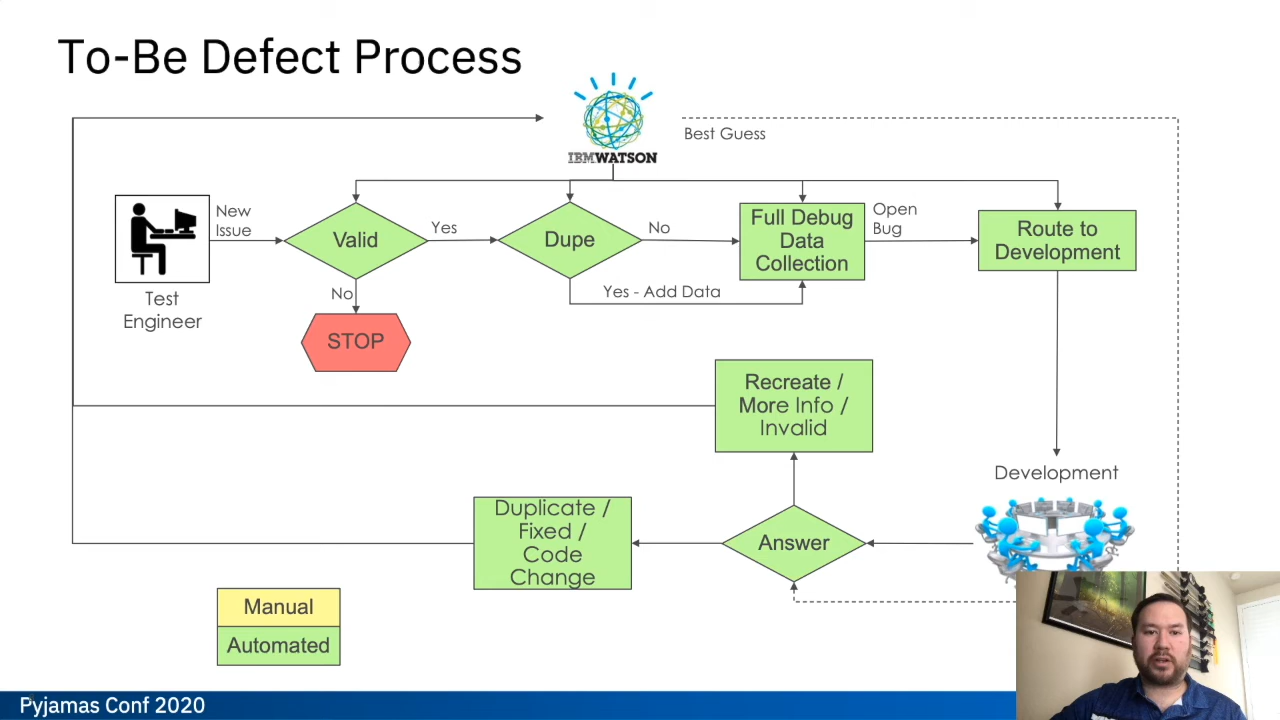 To-Be Defect Process
IBMWATSON
Best Guess
New
Issue
Valid
Yes
Dupe
No
Full Debug
Data
Collection
Open
Bug
Route to
Development
Test
Engineer
No
Yes - Add Data
STOP
Recreate /
More Info /
Invalid
Development
Duplicate /
Fixed /
Code
Change
Answer
Manual
Automated
Pyjamas Conf 2020